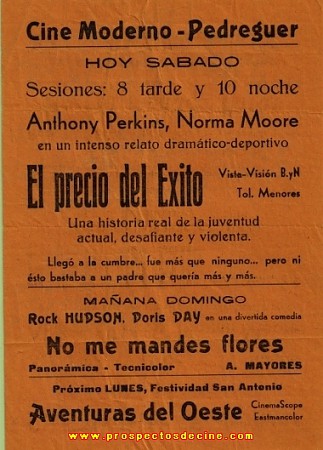 Cine Moderno - Pedreguer
HOY SABADO
Sesiones: 8 tarde y 10 noche
Anthony Perkins, Norma Moore
en un intenso relato dramático-deportivo
El precio del Exito
Vista-Visión B.yN
Tol. Menores
Una historia real de la juventud
actual, desafiante y violenta.
Llegó a la cumbre... fue más que ninguno... pero ni
ésto bastaba a un padre que quería más y más.
MAÑANA DOMINGO
Rock HUDSON, Doris DAY en una divertida comedia
No me mandes flores
Panorámica - Tecnicolor A. MAYORES
Próximo LUNES, Festividad San Antonio
Aventuras del Oeste
CinemaScope
Eastmancolor
www.prospectosdecine.com